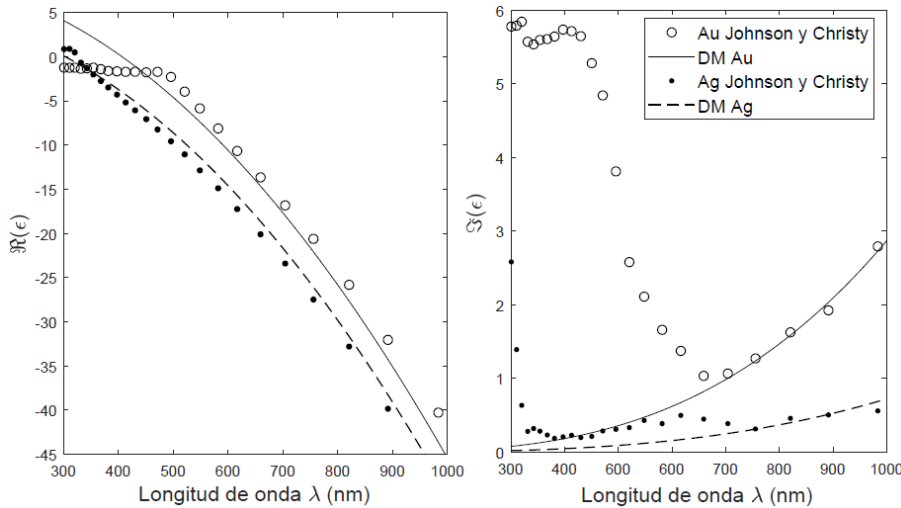 5
0
-5
-10
-15
-20
-25
-30
-35
-40
-45
ℜ(ϵ)
300 400 500 600 700 800 900 1000
Longitud de onda λ (nm)
6
5
4
3
2
1
0
ℑ(ϵ)
300 400 500 600 700 800 900 1000
Longitud de onda λ (nm)
Au Johnson y Christy
DM Au
Ag Johnson y Christy
DM Ag